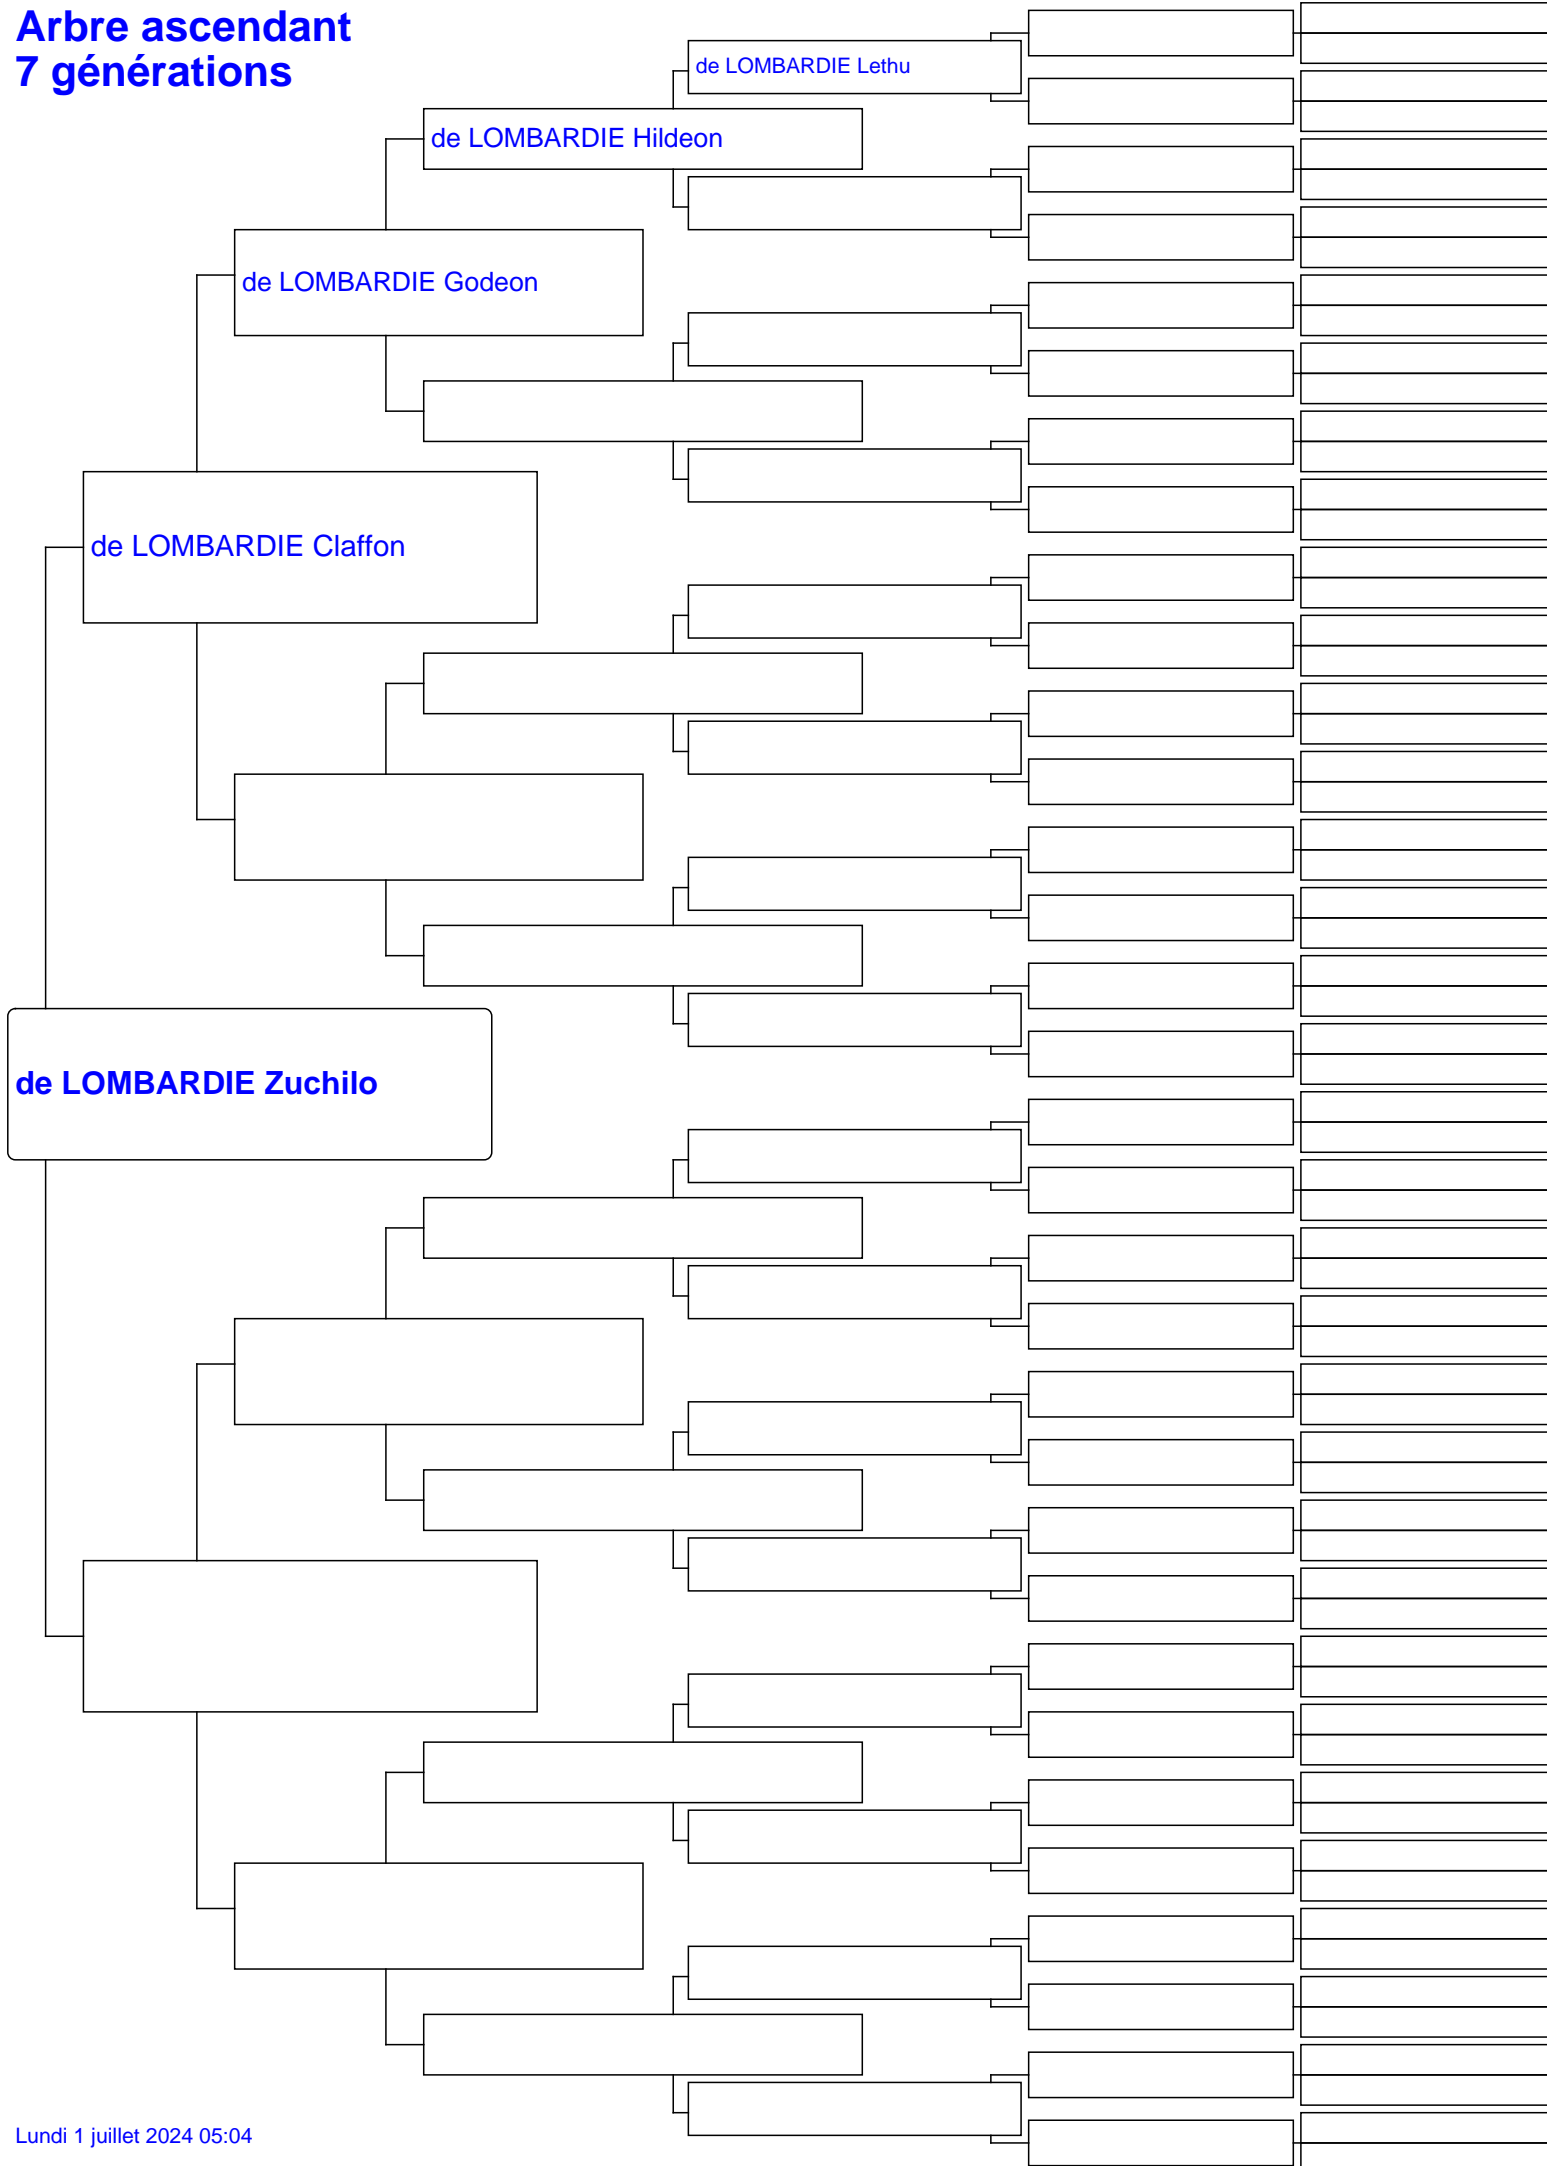 Arbre ascendant
7 générations
de LOMBARDIE Lethu
de LOMBARDIE Hildeon
de LOMBARDIE Godeon
de LOMBARDIE Claffon
de LOMBARDIE Zuchilo
Lundi 1 juillet 2024 05:04